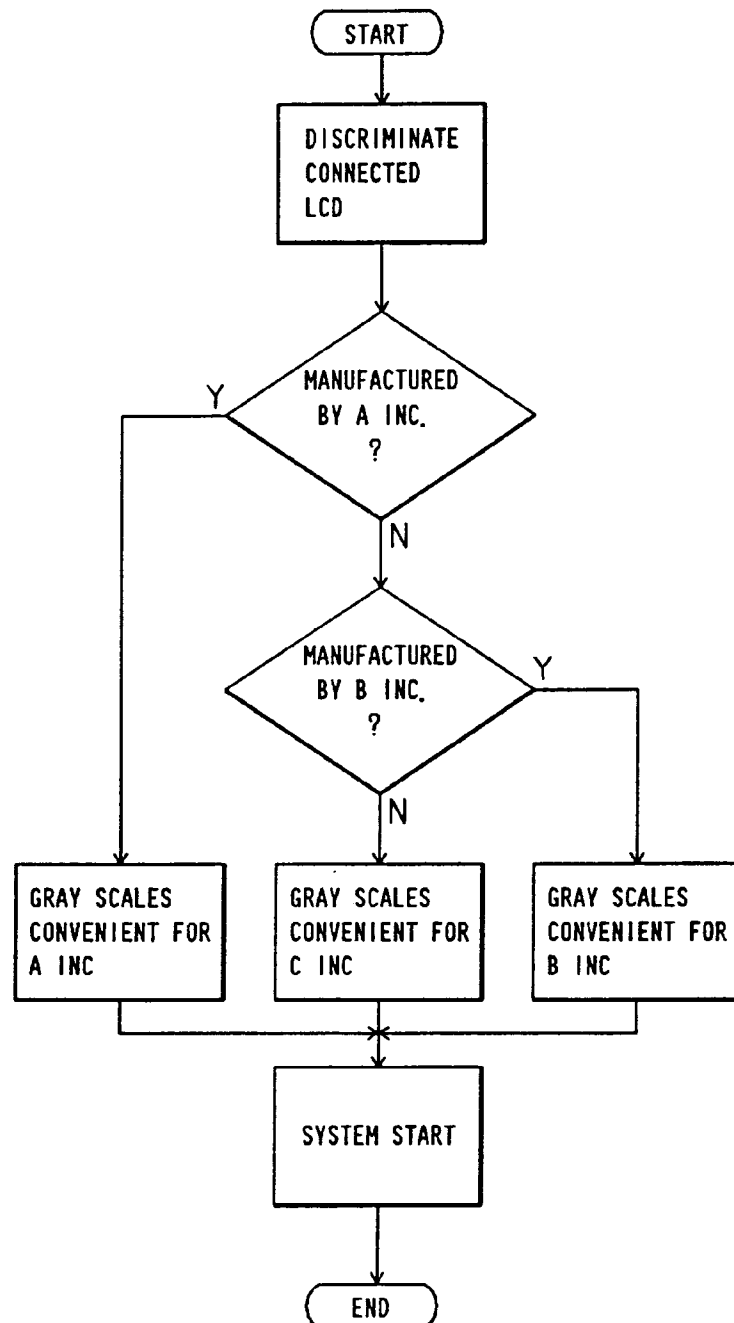 START
DISCRIMINATE
CONNECTED
LCD
MANUFACTURED
BY A INC.
?
Y
N
MANUFACTURED
BY B INC.
?
Y
N
GRAY SCALES
CONVENIENT FOR
A INC
GRAY SCALES
CONVENIENT FOR
C INC
GRAY SCALES
CONVENIENT FOR
B INC
SYSTEM START
END